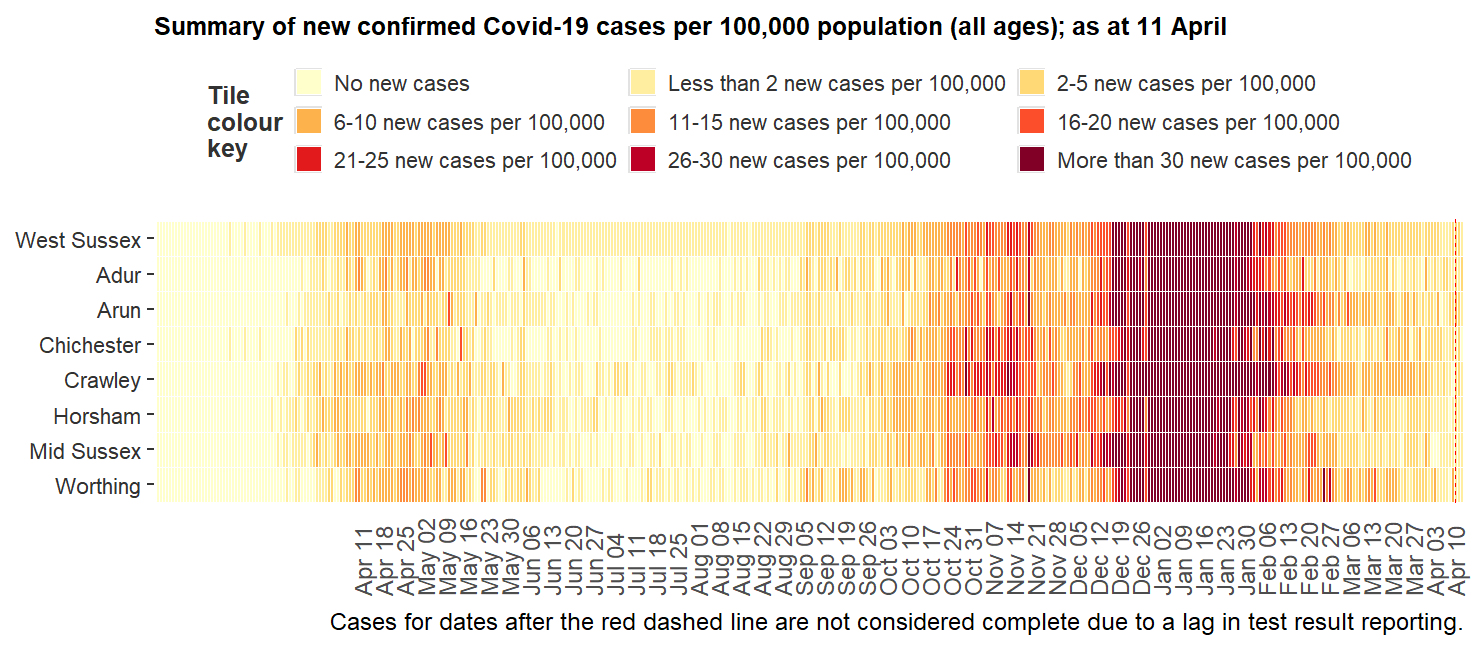 Summary of new confirmed Covid-19 cases per 100,000 population (all ages); as at 11 April
Tile
colour
key
No new cases
Less than 2 new cases per 100,000
2-5 new cases per 100,000
6-10 new cases per 100,000
11-15 new cases per 100,000
16-20 new cases per 100,000
21-25 new cases per 100,000
26-30 new cases per 100,000
More than 30 new cases per 100,000
West Sussex
Adur
Arun
Chichester
Crawley
Horsham
Mid Sussex
Worthing
Apr 11
Apr 18
Apr 25
May 02
May 09
May 16
May 23
May 30
Jun 06
Jun 13
Jun 20
Jun 27
Jul 04
Jul 11
Jul 18
Jul 25
Aug 01
Aug 08
Aug 15
Aug 22
Aug 29
Sep 05
Sep 12
Sep 19
Sep 26
Oct 03
Oct 10
Oct 17
Oct 24
Oct 31
Nov 07
Nov 14
Nov 21
Nov 28
Dec 05
Dec 12
Dec 19
Dec 26
Jan 02
Jan 09
Jan 16
Jan 23
Jan 30
Feb 06
Feb 13
Feb 20
Feb 27
Mar 06
Mar 13
Mar 20
Mar 27
Apr 03
Apr 10
Cases for dates after the red dashed line are not considered complete due to a lag in test result reporting.